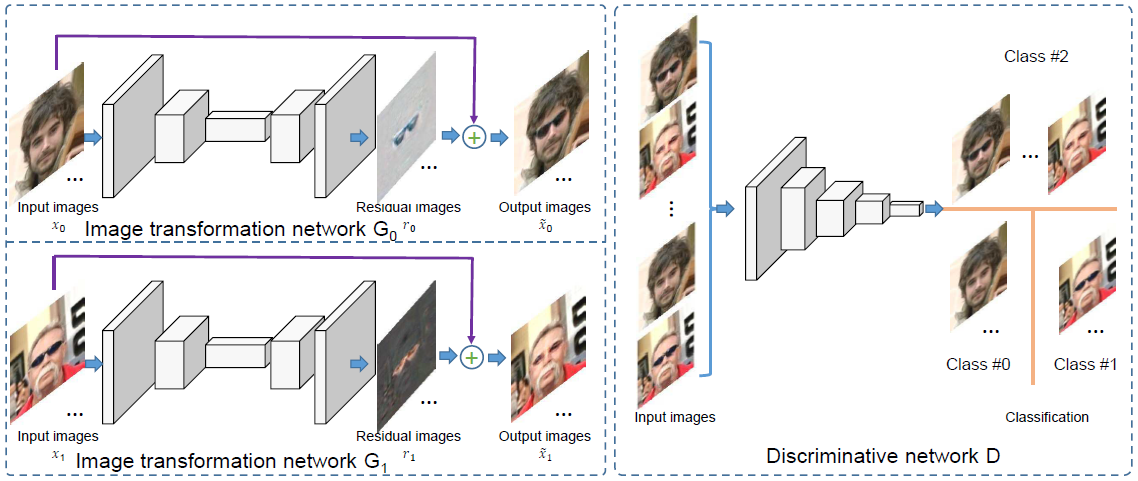 ...
...
...
Input images
Residual images
Output images
x₀
r₀
x̃₀
Image transformation network G₀
...
...
...
Input images
Residual images
Output images
x₁
r₁
x̃₁
Image transformation network G₁
Class #2
...
...
...
...
Class #0
Class #1
Input images
Classification
Discriminative network D